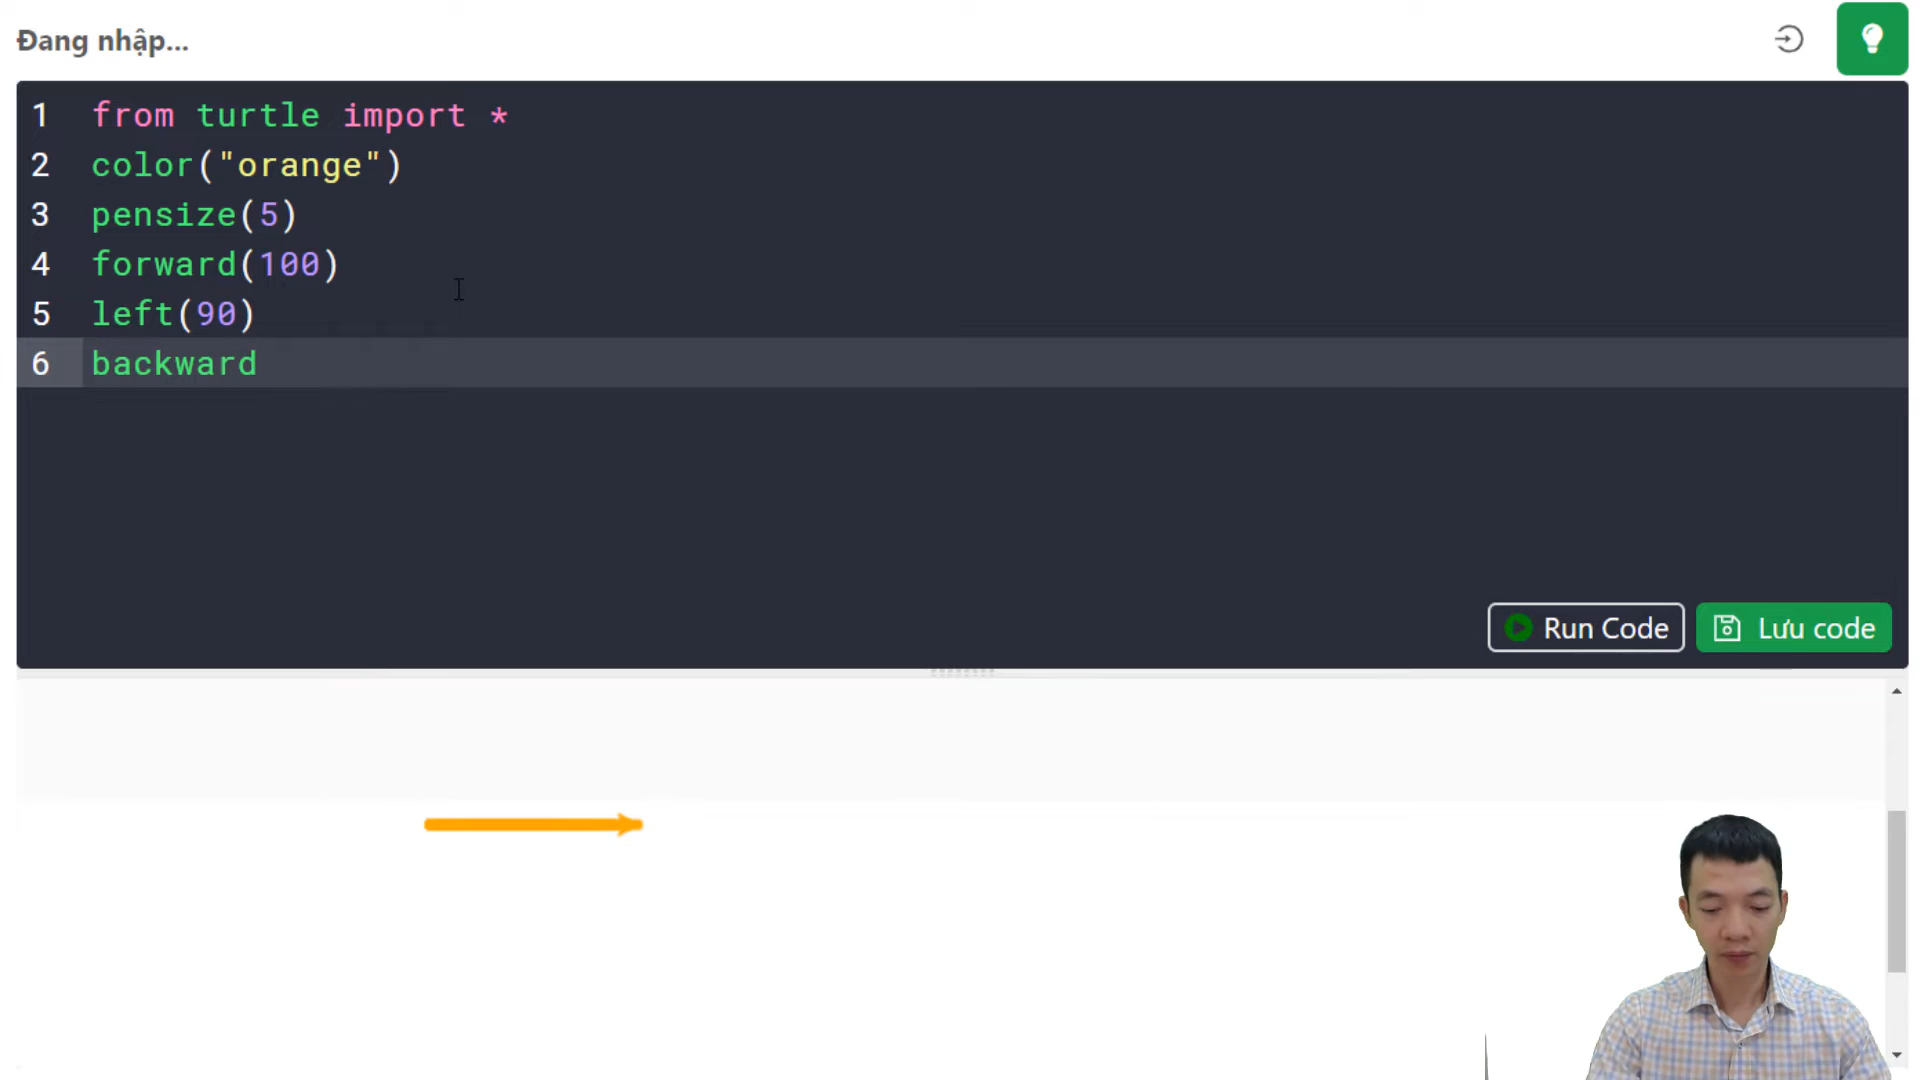 Đang nhập...
1 from turtle import *
2 color("orange")
3 pensize(5)
4 forward(100)
5 left(90)
6 backward
Run Code
Lưu code